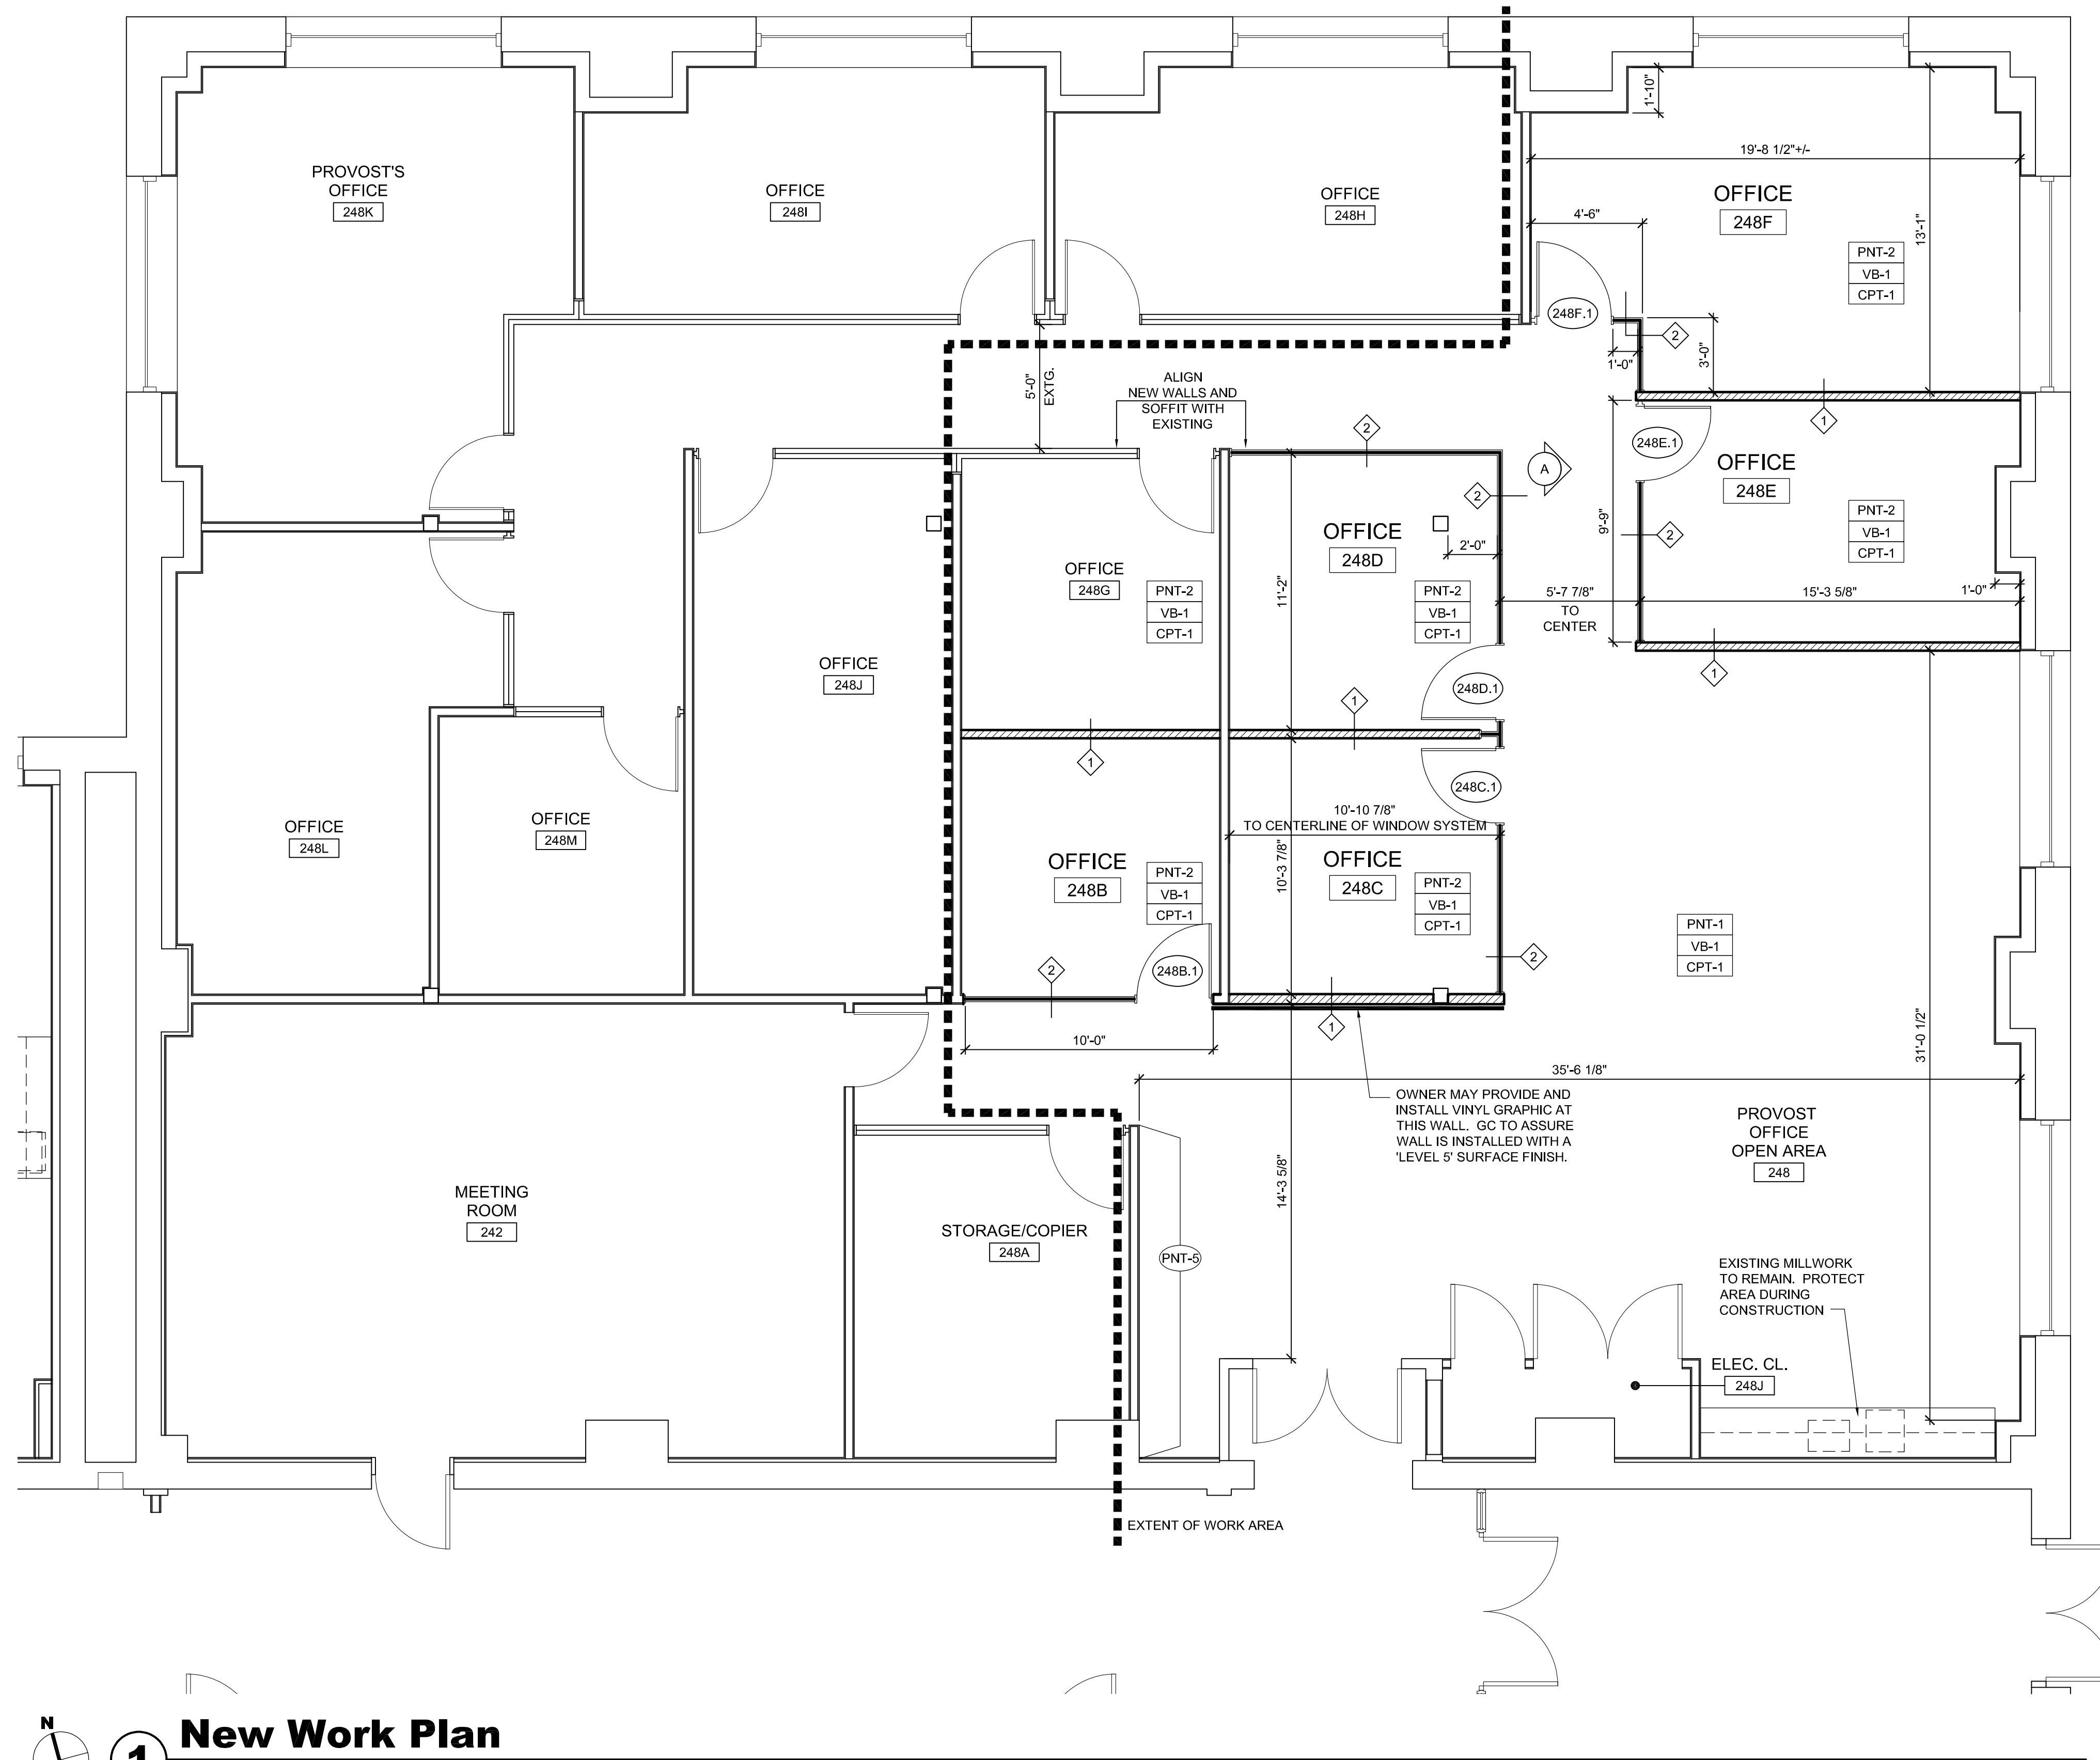 1'-10"
19'-8 1/2"+/-
PROVOST'S
OFFICE
248K
OFFICE
248I
OFFICE
248H
OFFICE
248F
4'-6"
13'-1"
PNT-2
VB-1
CPT-1
248F.1
2
1'-0"
3'-0"
5'-0"
EXTG.
ALIGN
NEW WALLS AND
SOFFIT WITH
EXISTING
1
2
248E.1
A
OFFICE
248E
2
PNT-2
VB-1
CPT-1
9'-9"
2
OFFICE
248D
2'-0"
OFFICE
248G
PNT-2
VB-1
CPT-1
11'-2"
PNT-2
VB-1
CPT-1
5'-7 7/8"
TO
CENTER
15'-3 5/8"
1'-0"
OFFICE
248J
1
248D.1
1
1
248C.1
10'-10 7/8"
TO CENTERLINE OF WINDOW SYSTEM
OFFICE
248L
OFFICE
248M
OFFICE
248B
PNT-2
VB-1
CPT-1
10'-3 7/8"
OFFICE
248C
PNT-2
VB-1
CPT-1
PNT-1
VB-1
CPT-1
2
248B.1
2
1
10'-0"
31'-0 1/2"
35'-6 1/8"
OWNER MAY PROVIDE AND
INSTALL VINYL GRAPHIC AT
THIS WALL. GC TO ASSURE
WALL IS INSTALLED WITH A
'LEVEL 5' SURFACE FINISH.
PROVOST
OFFICE
OPEN AREA
248
14'-3 5/8"
MEETING
ROOM
242
STORAGE/COPIER
248A
PNT-5
EXISTING MILLWORK
TO REMAIN. PROTECT
AREA DURING
CONSTRUCTION
ELEC. CL.
248J
EXTENT OF WORK AREA
N
1
New Work Plan